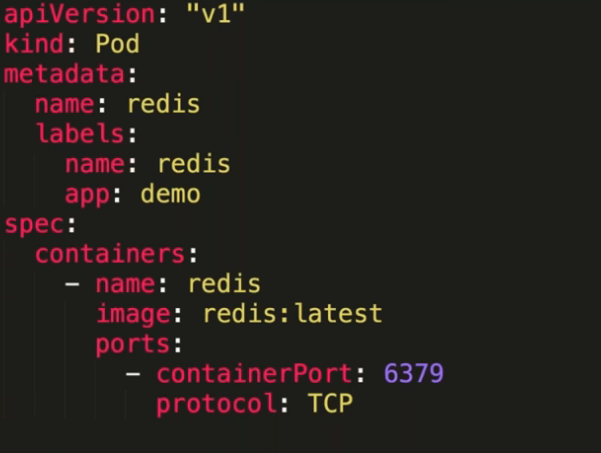 apiVersion: "v1"
kind: Pod
metadata:
  name: redis
  labels:
    name: redis
    app: demo
spec:
  containers:
    - name: redis
      image: redis:latest
      ports:
        - containerPort: 6379
          protocol: TCP